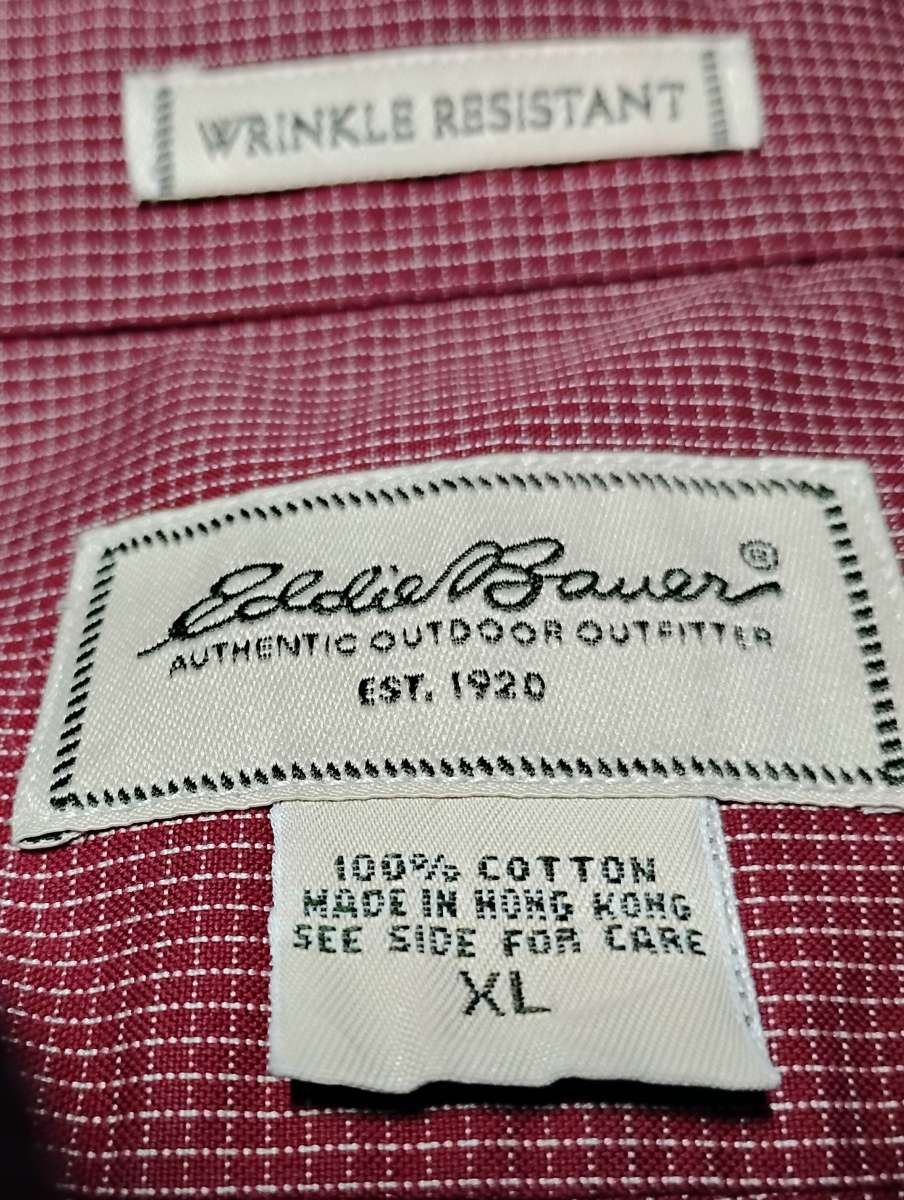 WRINKLE RESISTANT
Eddie Bauer®
AUTHENTIC OUTDOOR OUTFITTER
EST. 1920
100% COTTON
MADE IN HONG KONG
SEE SIDE FOR CARE
XL